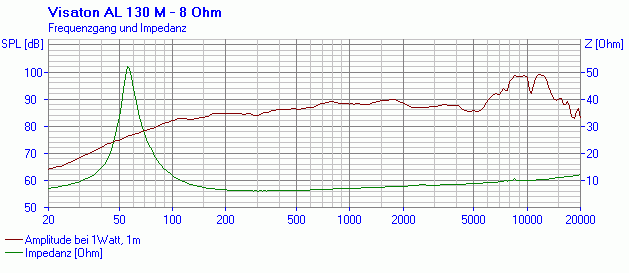 Visaton AL 130 M - 8 Ohm
Frequenzgang und Impedanz
SPL [dB] Z [Ohm]
100 50
90 40
80 30
70 20
60 10
50
20 50 100 200 500 1000 2000 5000 10000 20000
Amplitude bei 1Watt, 1m
Impedanz [Ohm]